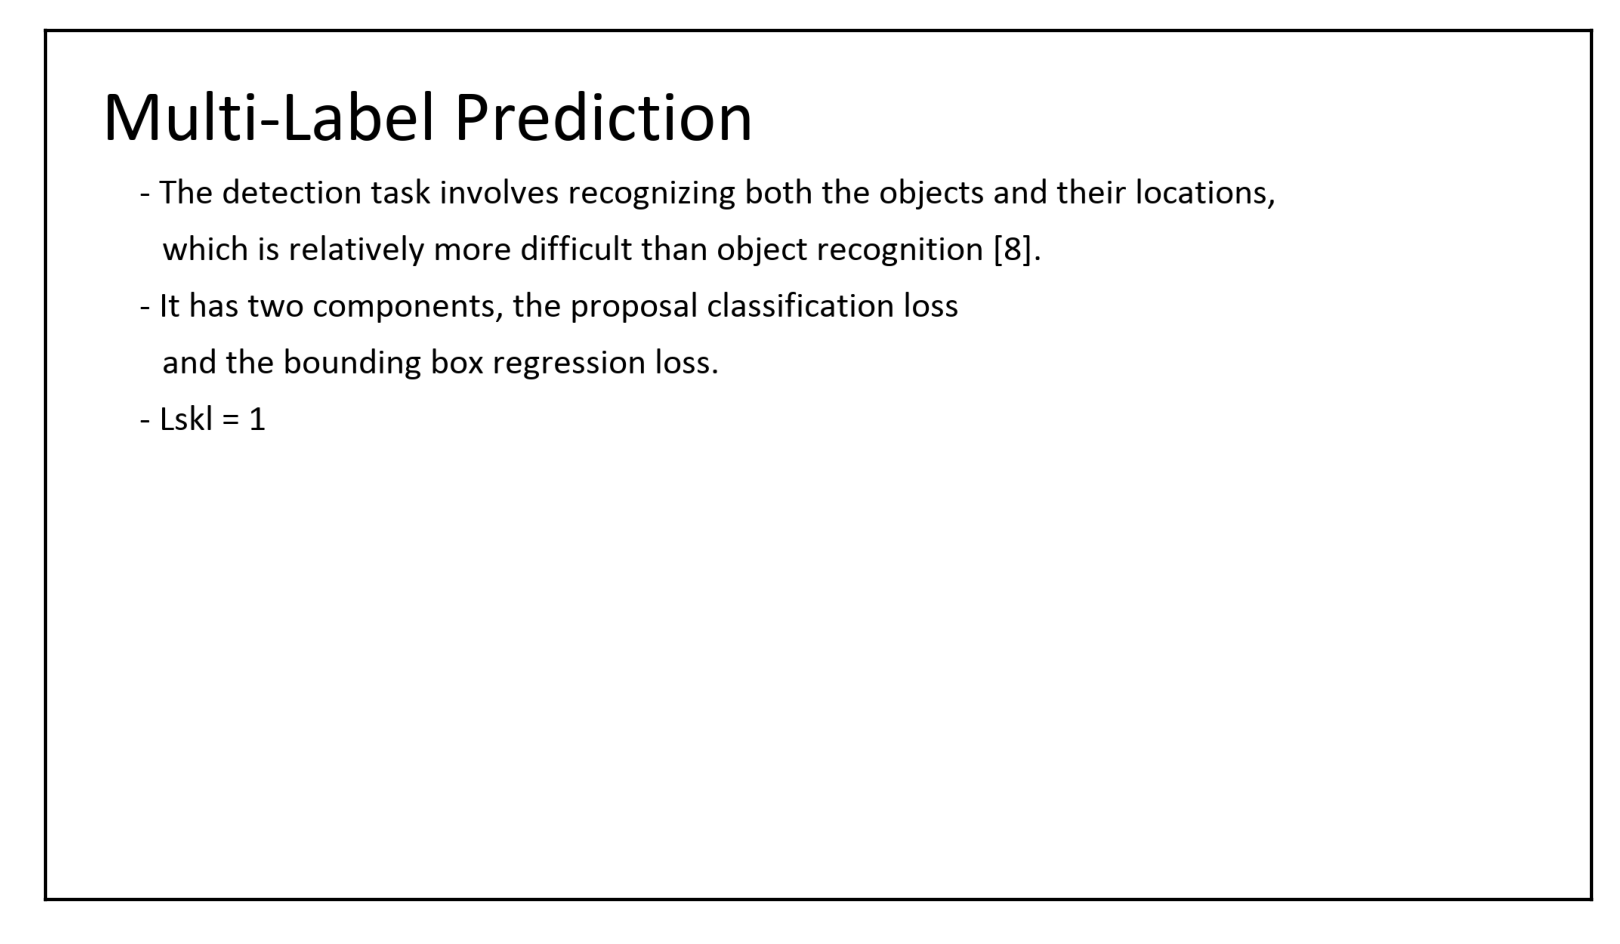 Multi-Label Prediction
- The detection task involves recognizing both the objects and their locations,
which is relatively more difficult than object recognition [8].
- It has two components, the proposal classification loss
and the bounding box regression loss.
- Lskl = 1